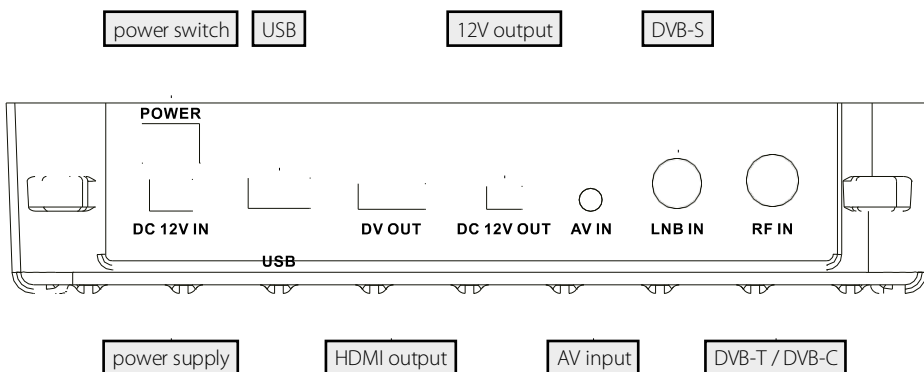 power switch USB 12V output DVB-S
POWER
DC 12V IN DV OUT DC 12V OUT AV IN LNB IN RF IN
USB
power supply HDMI output AV input DVB-T / DVB-C